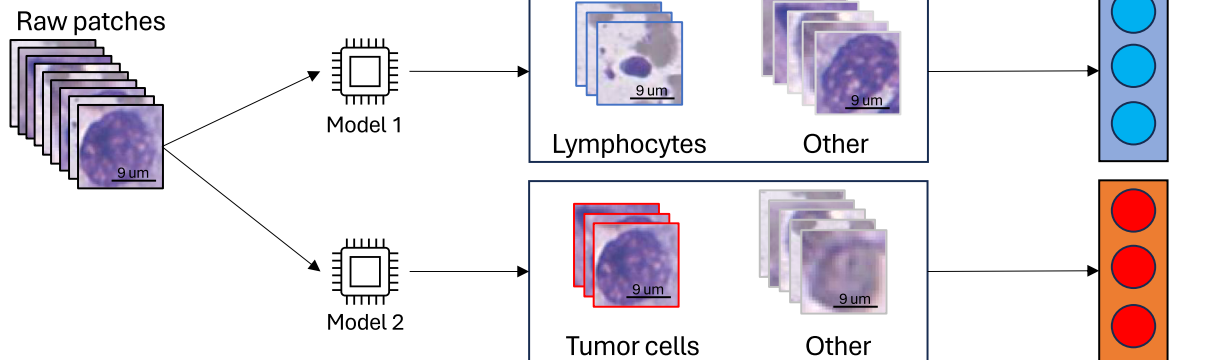 Raw patches
9 um
Model 1
9 um
Lymphocytes
9 um
Other
Model 2
9 um
Tumor cells
9 um
Other